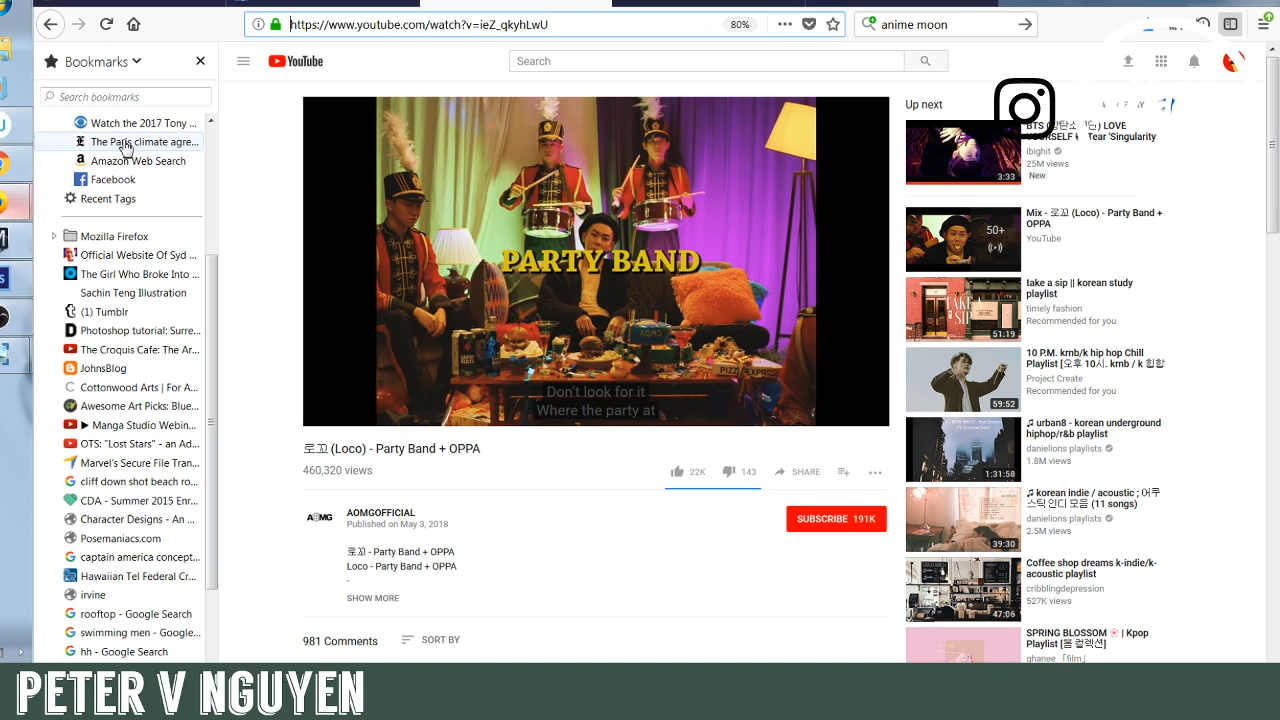 https://www.youtube.com/watch?v=ieZ_qkyhLwU
80%
anime moon
Bookmarks
Search bookmarks
Watch the 2017 Tony ...
The Paris climate agre...
Amazon Web Search
Facebook
Recent Tags
Mozilla Firefox
Official Website Of Syd ...
The Girl Who Broke Into ...
Sachin Teng Illustration
(1) Tumblr
Photoshop tutorial: Surre...
The Croquis Cafe: The Ar...
JohnsBlog
Cottonwood Arts | For A...
Awesome Art Picks: Blue...
▶ Manga Studio Webin...
OTS: "Lost Stars" - an Ad...
Marvel's Secure File Tran...
cliff down shot beach ro...
CDA - Summer 2015 Enr...
Character Designs - An ...
Posemaniacs.com
captain america concept...
Hawaiian Tel Federal Cr...
irvine
rooftop - Google Search
swimming men - Google...
hh - Google Search
YouTube
Search
PARTY BAND
PIZZA EXPRESS
Don't look for it
Where the party at
로꼬 (Loco) - Party Band + OPPA
460,320 views
22K
143
SHARE
AOMG
AOMGOFFICIAL
Published on May 3, 2018
SUBSCRIBE 191K
로꼬 - Party Band + OPPA
Loco - Party Band + OPPA
-
SHOW MORE
981 Comments
SORT BY
Up next
LOVE
YOURSELF
Tear 'Singularity
ibighit
25M views
New
3:33
Mix - 로꼬 (Loco) - Party Band +
OPPA
YouTube
50+
take a sip || korean study
playlist
timely fashion
Recommended for you
51:19
10 P.M. krnb/k hip hop Chill
Playlist [오후 10시. krnb / k 힙합
Project Create
Recommended for you
59:52
♫ urban8 - korean underground
hiphop/r&b playlist
danielions playlists
1.8M views
1:31:58
♫ korean indie / acoustic ; 어쿠
스틱 인디 모음 (11 songs)
danielions playlists
2.5M views
39:30
Coffee shop dreams k-indie/k-
acoustic playlist
cribblingdepression
527K views
47:06
SPRING BLOSSOM 🌸 | Kpop
Playlist [봄 컬렉션]
ghanee 「film」
PETER V NGUYEN